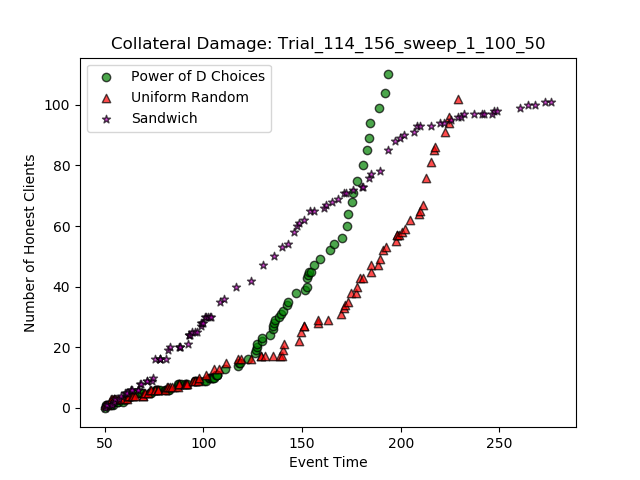 Collateral Damage: Trial_114_156_sweep_1_100_50
Power of D Choices
Uniform Random
Sandwich
Number of Honest Clients
100
80
60
40
20
0
50
100
150
200
250
Event Time